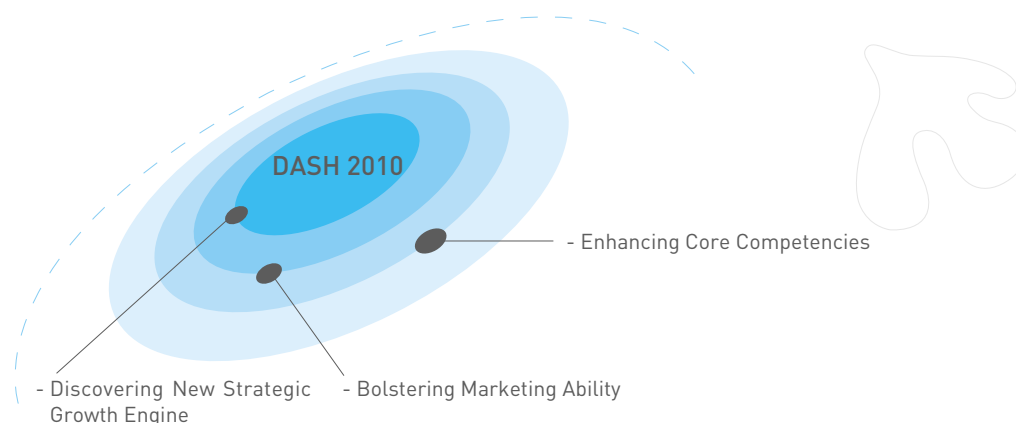 DASH 2010
- Enhancing Core Competencies
- Discovering New Strategic
Growth Engine
- Bolstering Marketing Ability